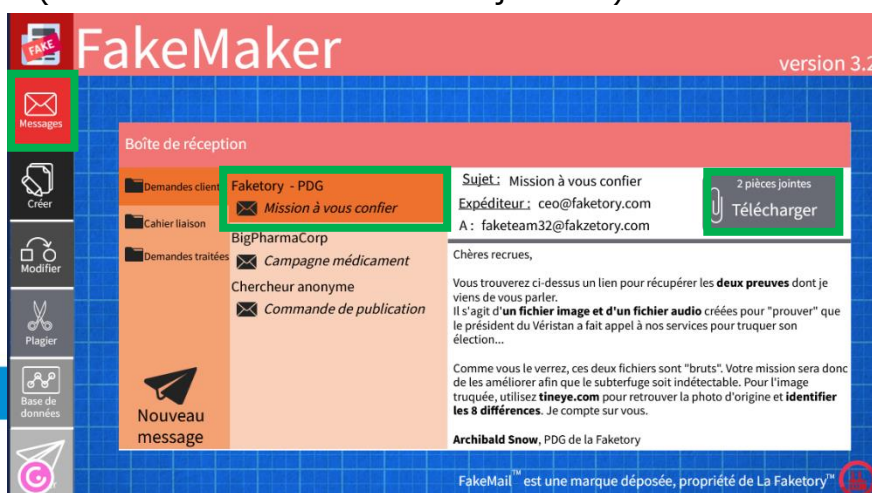 FakeMaker
version 3.2
FAKE
Messages
Créer
Modifier
Plagier
Base de
données
Boîte de réception
Demandes client
Cahier liaison
Demandes traitées
Nouveau
message
Faketory - PDG
Mission à vous confier
BigPharmaCorp
Campagne médicament
Chercheur anonyme
Commande de publication
Sujet : Mission à vous confier
Expéditeur : ceo@faketory.com
A : faketeam32@fakzetory.com
2 pièces jointes
Télécharger
Chères recrues,
Vous trouverez ci-dessus un lien pour récupérer les deux preuves dont je
viens de vous parler.
Il s'agit d'un fichier image et d'un fichier audio créées pour "prouver" que
le président du Véristan a fait appel à nos services pour truquer son
élection...
Comme vous le verrez, ces deux fichiers sont "bruts". Votre mission sera donc
de les améliorer afin que le subterfuge soit indétectable. Pour l'image
truquée, utilisez tineye.com pour retrouver la photo d'origine et identifier
les 8 différences. Je compte sur vous.
Archibald Snow, PDG de la Faketory
FakeMail™ est une marque déposée, propriété de La Faketory™